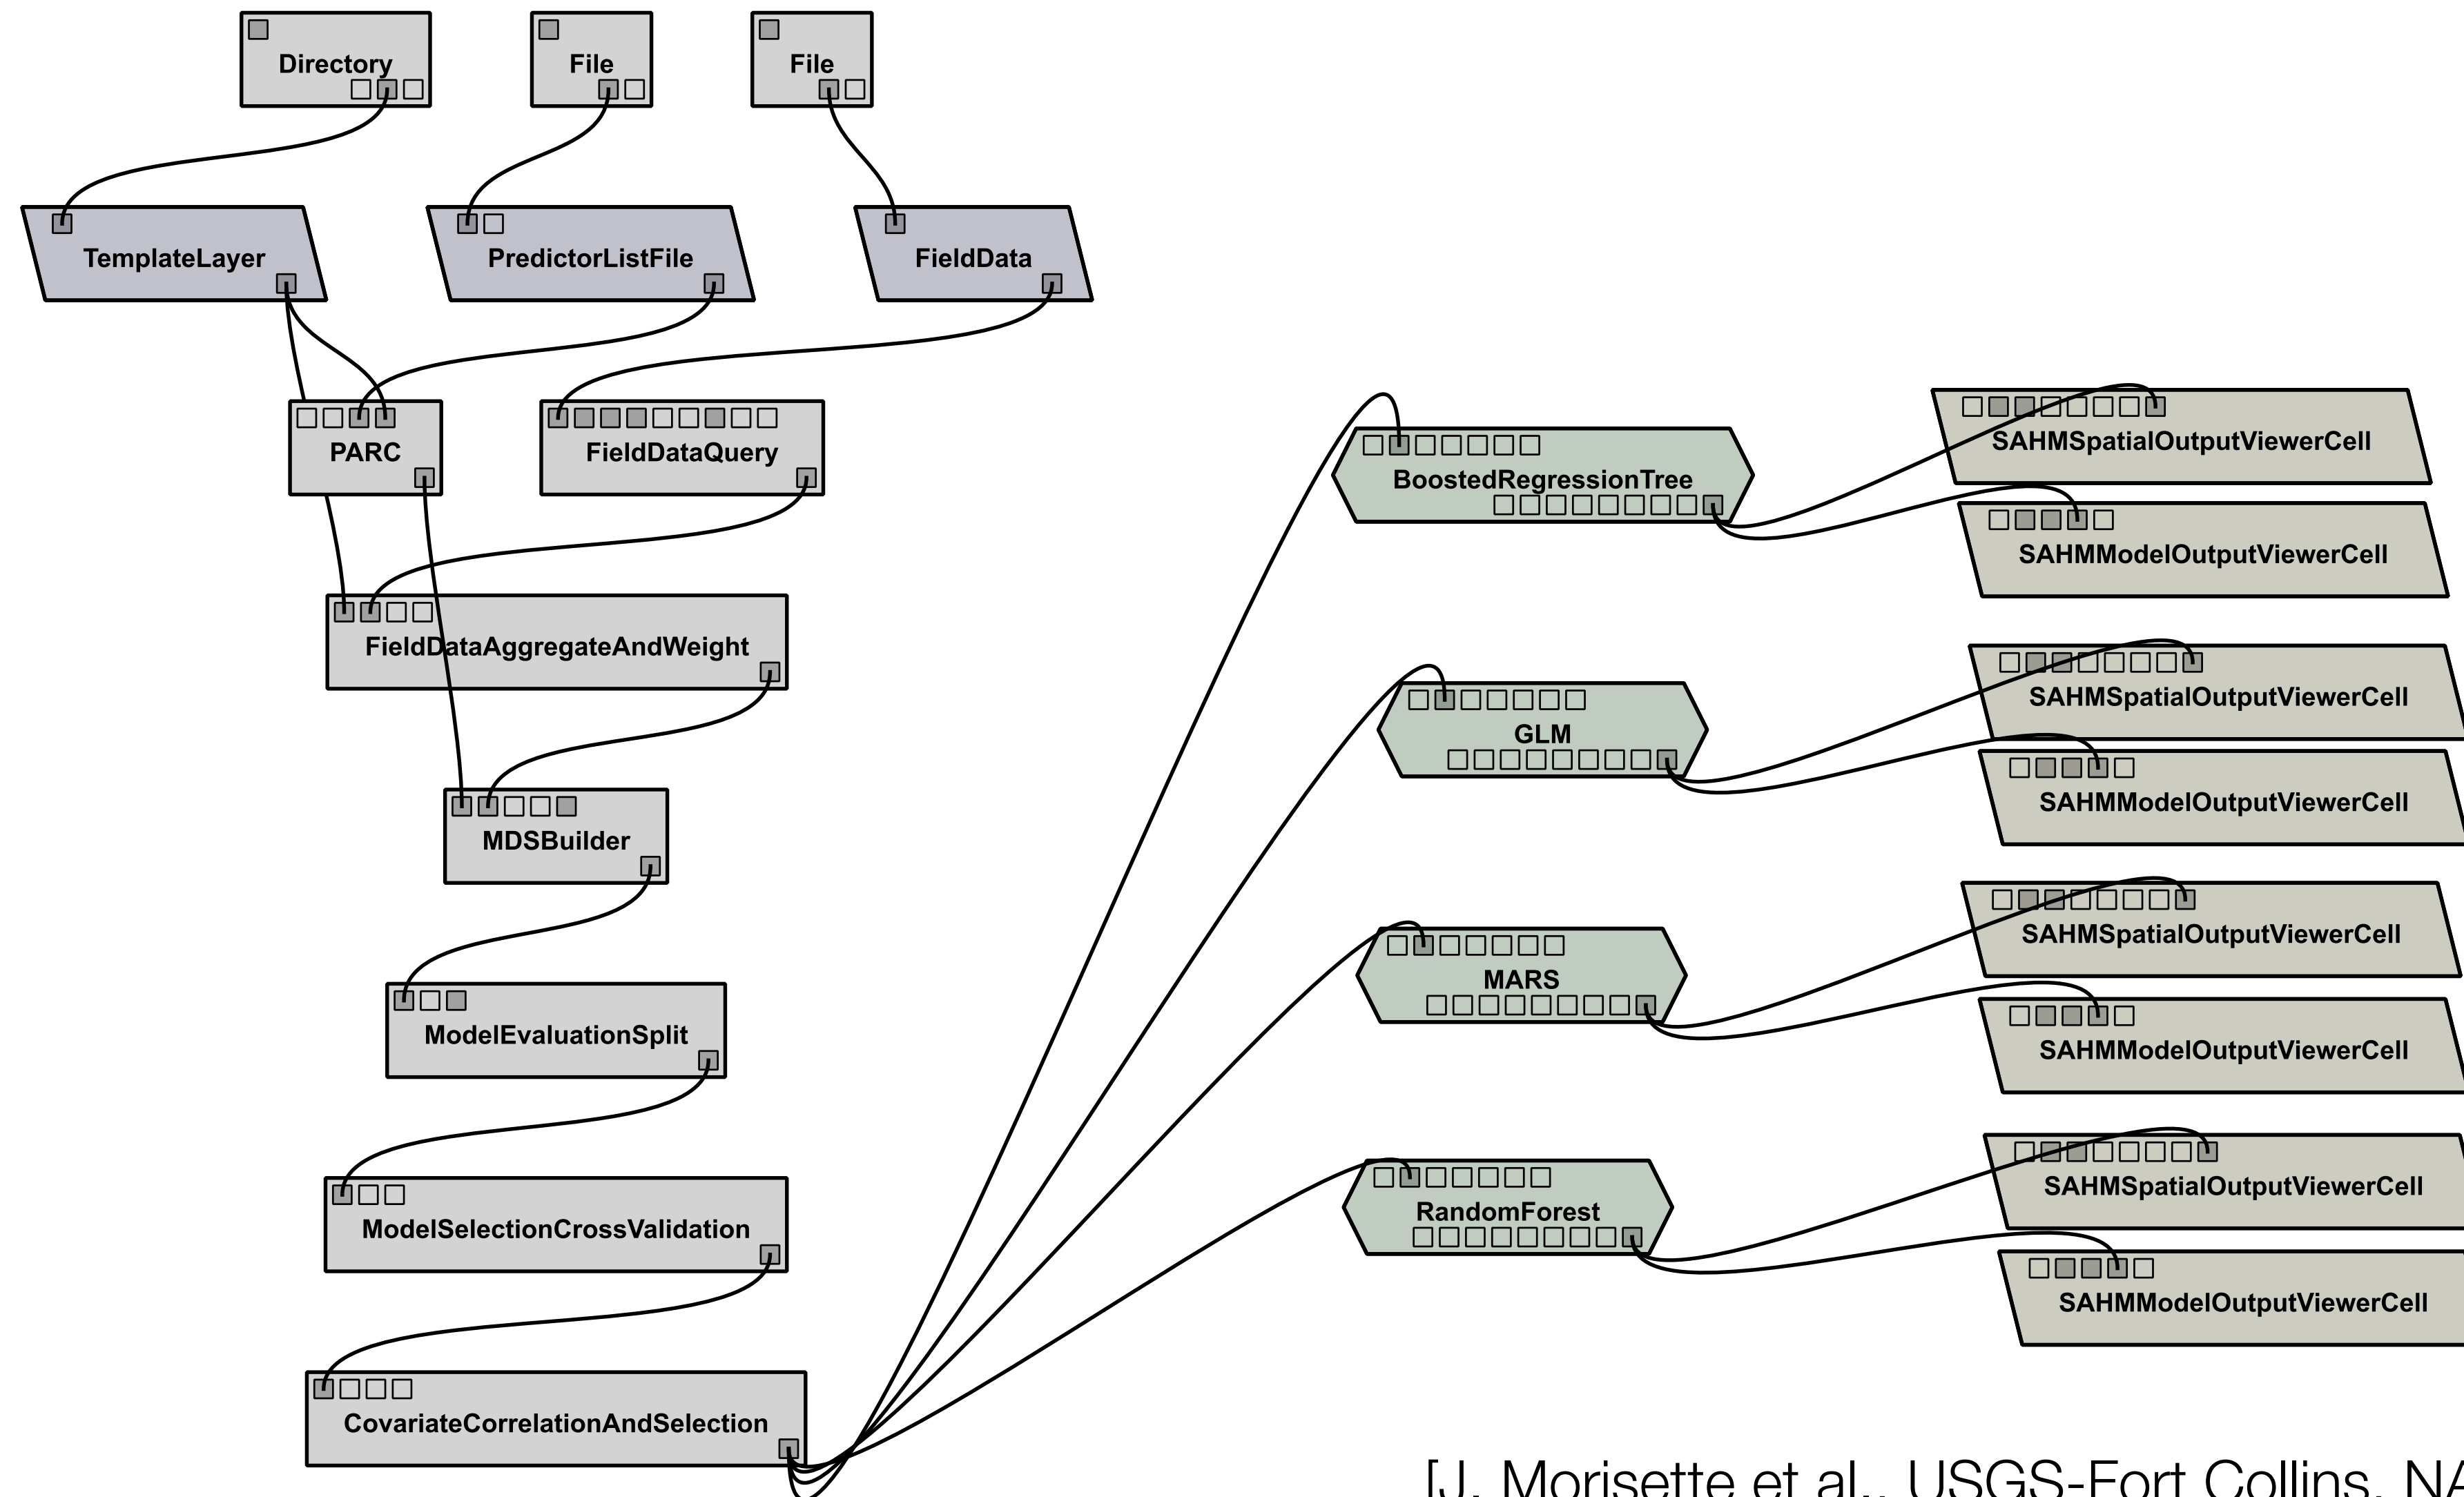 Directory
File
File
TemplateLayer
PredictorListFile
FieldData
PARC
FieldDataQuery
FieldDataAggregateAndWeight
MDSBuilder
ModelEvaluationSplit
ModelSelectionCrossValidation
CovariateCorrelationAndSelection
BoostedRegressionTree
SAHMSpatialOutputViewerCell
SAHMModelOutputViewerCell
GLM
SAHMSpatialOutputViewerCell
SAHMModelOutputViewerCell
MARS
SAHMSpatialOutputViewerCell
SAHMModelOutputViewerCell
RandomForest
SAHMSpatialOutputViewerCell
SAHMModelOutputViewerCell
[J. Morisette et al., USGS-Fort Collins,